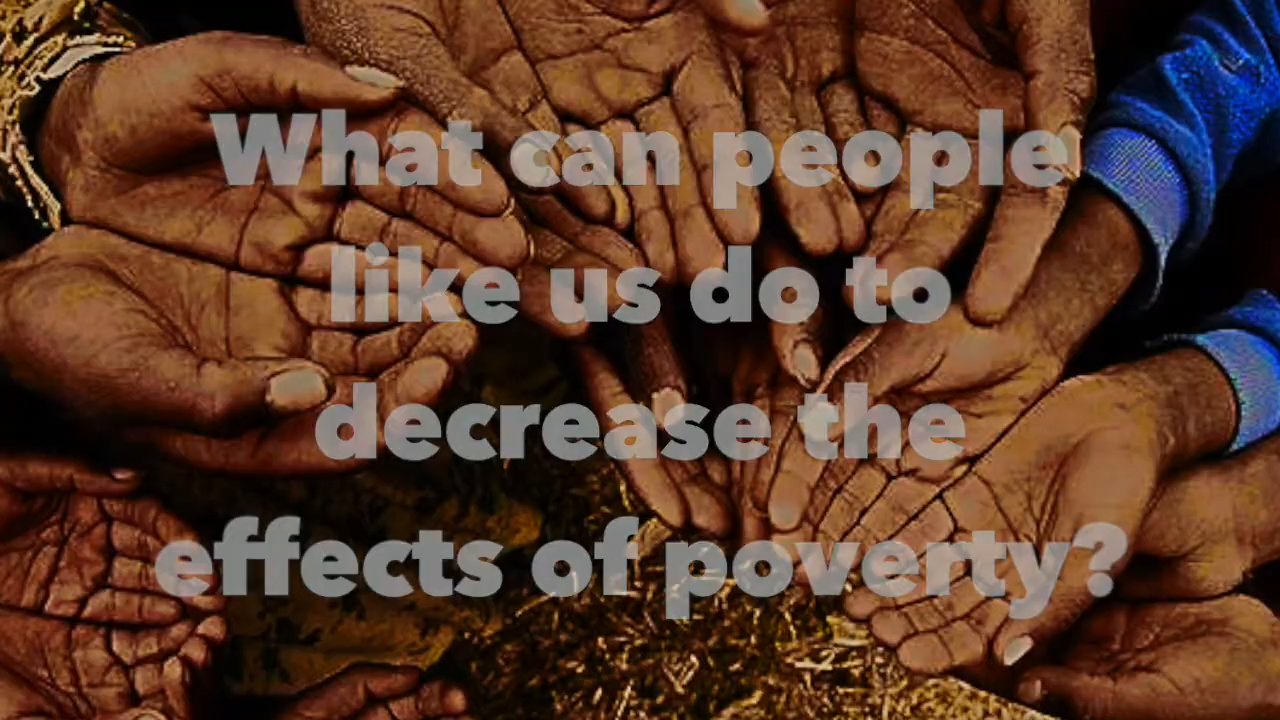 What can people
like us do to
decrease the
effects of poverty?